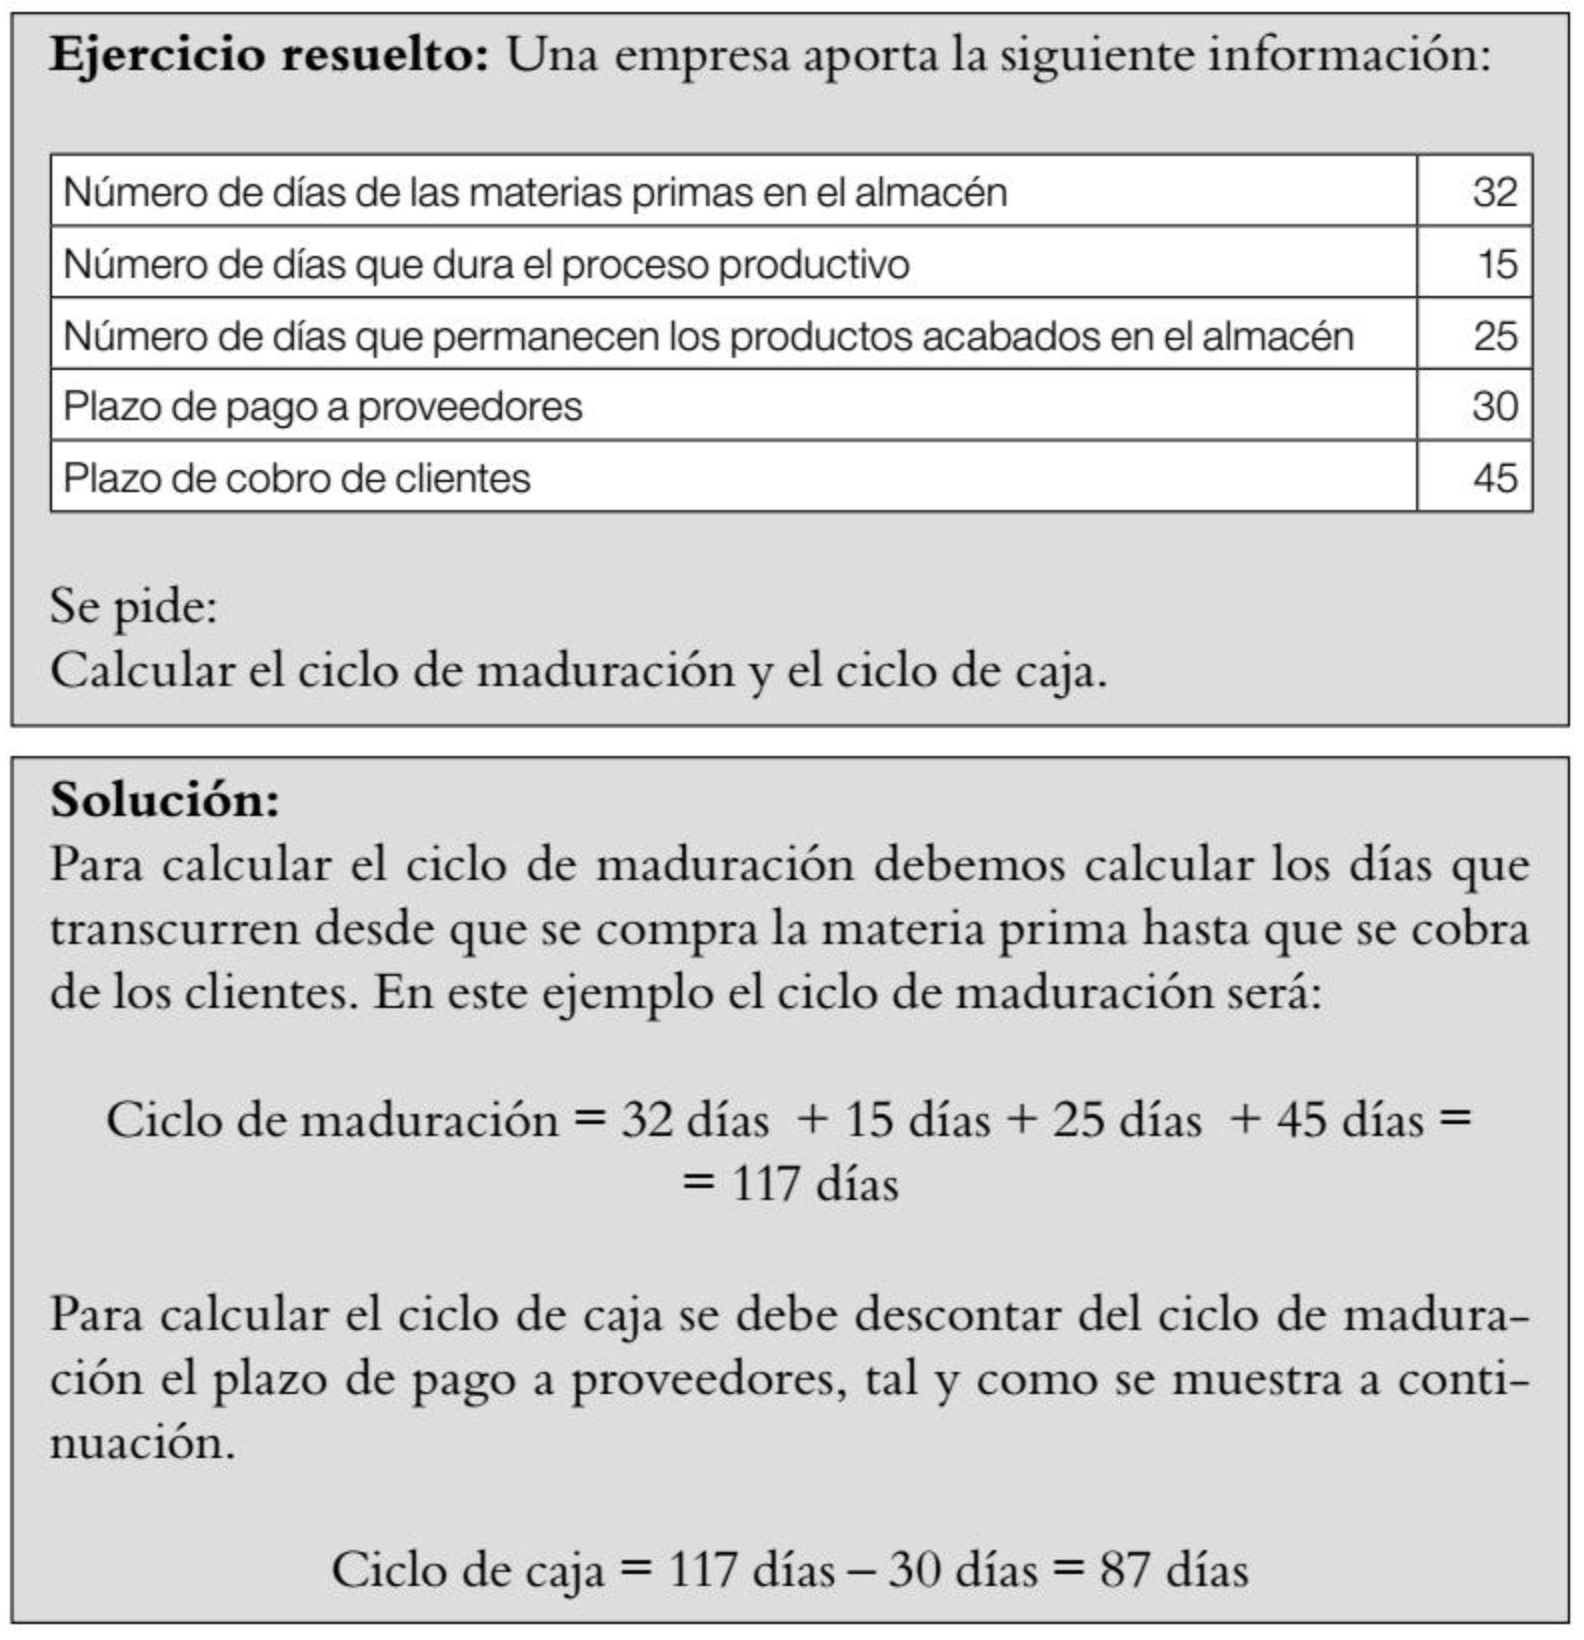 Ejercicio resuelto: Una empresa aporta la siguiente información:
Número de días de las materias primas en el almacén 32
Número de días que dura el proceso productivo 15
Número de días que permanecen los productos acabados en el almacén 25
Plazo de pago a proveedores 30
Plazo de cobro de clientes 45
Se pide:
Calcular el ciclo de maduración y el ciclo de caja.
Solución:
Para calcular el ciclo de maduración debemos calcular los días que
transcurren desde que se compra la materia prima hasta que se cobra
de los clientes. En este ejemplo el ciclo de maduración será:
Ciclo de maduración = 32 días + 15 días + 25 días + 45 días =
= 117 días
Para calcular el ciclo de caja se debe descontar del ciclo de madura-
ción el plazo de pago a proveedores, tal y como se muestra a conti-
nuación.
Ciclo de caja = 117 días – 30 días = 87 días